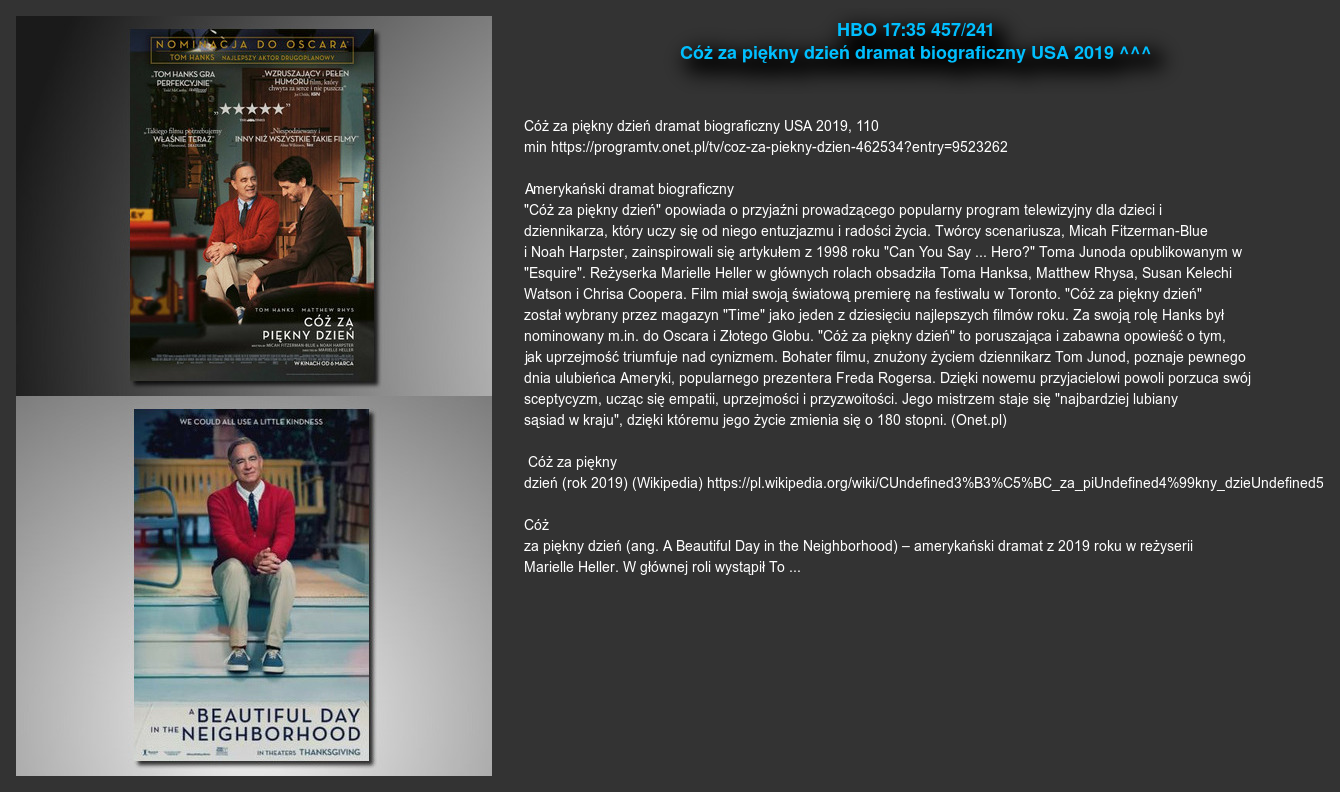 HBO 17:35 457/241
Cóż za piękny dzień dramat biograficzny USA 2019 ^^^
NOMINACJA DO OSCARA
TOM HANKS NAJLEPSZY AKTOR DRUGOPLANOWY
„TOM HANKS GRA
PERFEKCYJNIE”
„WZRUSZAJĄCY i PEŁEN
HUMORU film, który
chwyta za serce i nie puszcza”
„★★★★★”
„Takiego filmu potrzebujemy
WŁAŚNIE TERAZ”
„Niespodziewany i
INNY NIŻ WSZYSTKIE TAKIE FILMY”
TOM HANKS MATTHEW RHYS
CÓŻ ZA
PIĘKNY DZIEŃ
W KINACH OD 6 MARCA
WE COULD ALL USE A LITTLE KINDNESS
A BEAUTIFUL DAY
IN THE NEIGHBORHOOD
IN THEATERS THANKSGIVING
Cóż za piękny dzień dramat biograficzny USA 2019, 110
min https://programtv.onet.pl/tv/coz-za-piekny-dzien-462534?entry=9523262
Amerykański dramat biograficzny
"Cóż za piękny dzień" opowiada o przyjaźni prowadzącego popularny program telewizyjny dla dzieci i
dziennikarza, który uczy się od niego entuzjazmu i radości życia. Twórcy scenariusza, Micah Fitzerman-Blue
i Noah Harpster, zainspirowali się artykułem z 1998 roku "Can You Say ... Hero?" Toma Junoda opublikowanym w
"Esquire". Reżyserka Marielle Heller w głównych rolach obsadziła Toma Hanksa, Matthew Rhysa, Susan Kelechi
Watson i Chrisa Coopera. Film miał swoją światową premierę na festiwalu w Toronto. "Cóż za piękny dzień"
został wybrany przez magazyn "Time" jako jeden z dziesięciu najlepszych filmów roku. Za swoją rolę Hanks był
nominowany m.in. do Oscara i Złotego Globu. "Cóż za piękny dzień" to poruszająca i zabawna opowieść o tym,
jak uprzejmość triumfuje nad cynizmem. Bohater filmu, znużony życiem dziennikarz Tom Junod, poznaje pewnego
dnia ulubieńca Ameryki, popularnego prezentera Freda Rogersa. Dzięki nowemu przyjacielowi powoli porzuca swój
sceptycyzm, ucząc się empatii, uprzejmości i przyzwoitości. Jego mistrzem staje się "najbardziej lubiany
sąsiad w kraju", dzięki któremu jego życie zmienia się o 180 stopni. (Onet.pl)
Cóż za piękny
dzień (rok 2019) (Wikipedia) https://pl.wikipedia.org/wiki/CUndefined3%B3%C5%BC_za_piUndefined4%99kny_dzieUndefined5
Cóż
za piękny dzień (ang. A Beautiful Day in the Neighborhood) – amerykański dramat z 2019 roku w reżyserii
Marielle Heller. W głównej roli wystąpił To ...